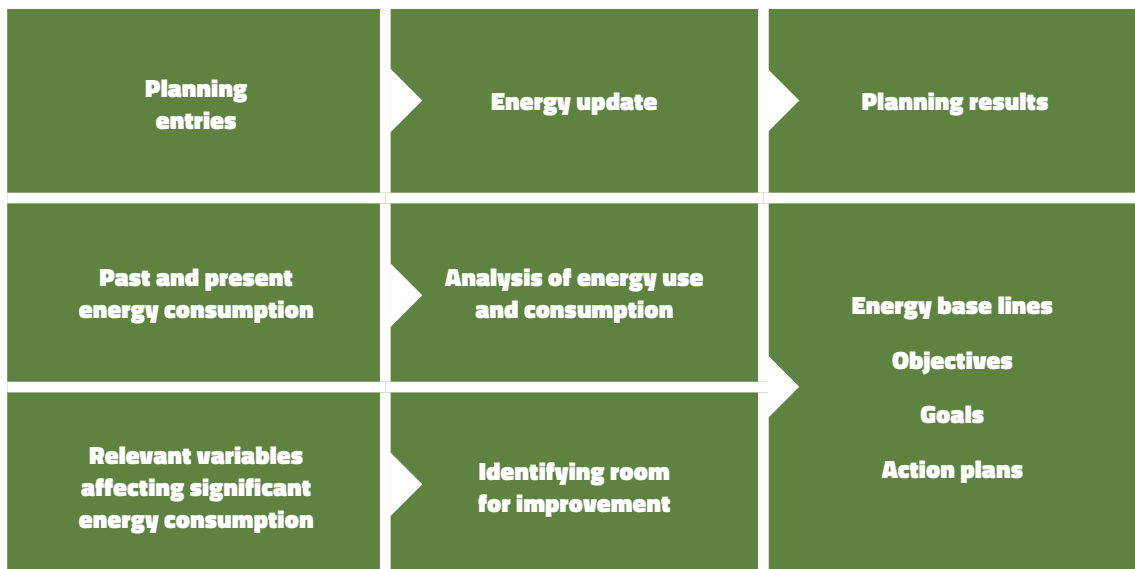 Planning
entries
Energy update
Planning results
Past and present
energy consumption
Analysis of energy use
and consumption
Energy base lines
Objectives
Goals
Action plans
Relevant variables
affecting significant
energy consumption
Identifying room
for improvement